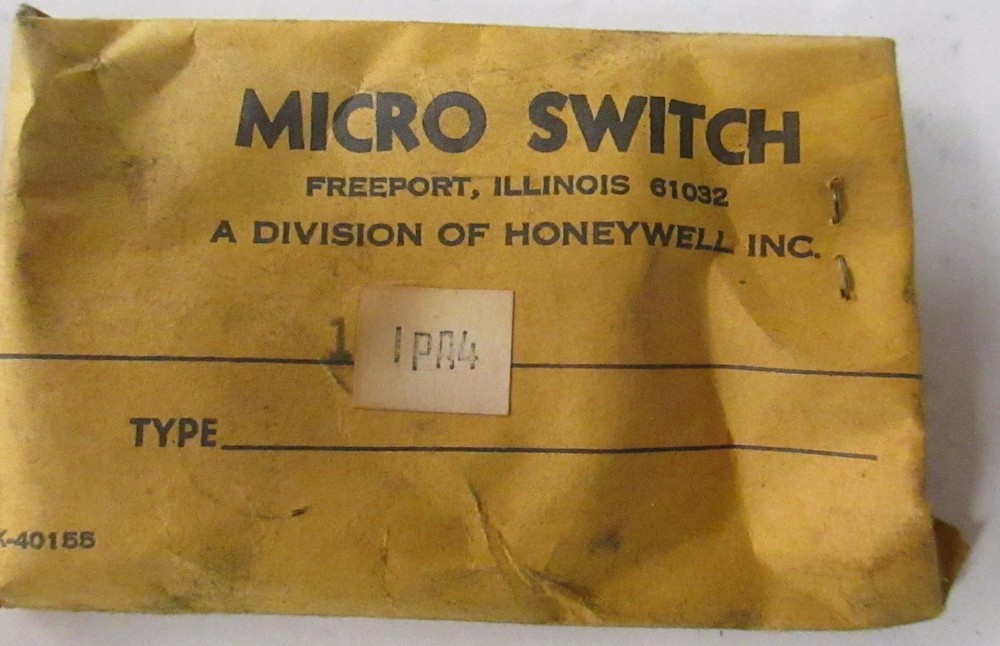 MICRO SWITCH
FREEPORT, ILLINOIS 61032
A DIVISION OF HONEYWELL INC.
1 1PA4
TYPE
-40155